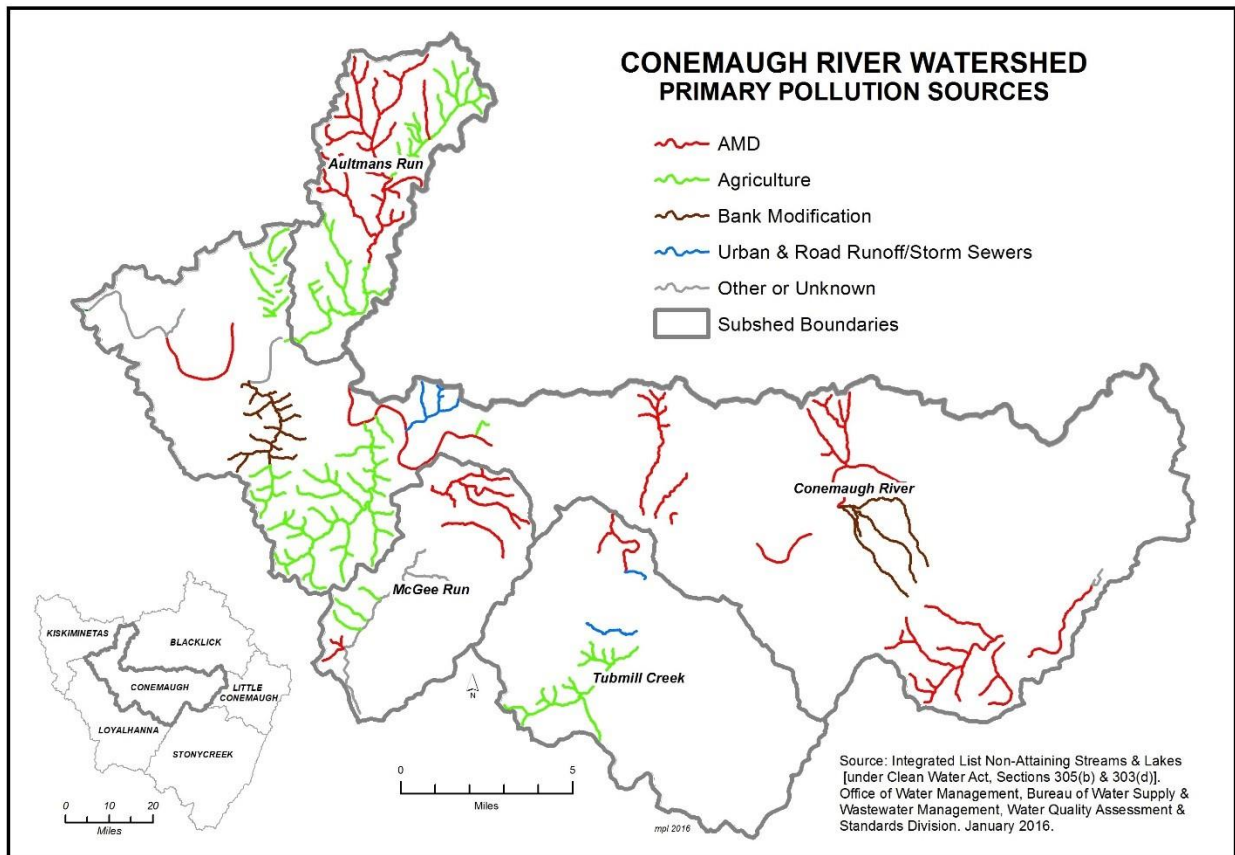 CONEMAUGH RIVER WATERSHED
PRIMARY POLLUTION SOURCES
AMD
Agriculture
Bank Modification
Urban & Road Runoff/Storm Sewers
Other or Unknown
Subshed Boundaries
Aultmans Run
Conemaugh River
McGee Run
Tubmill Creek
N
KISKIMINETAS
BLACKLICK
CONEMAUGH
LITTLE
CONEMAUGH
LOYALHANNA
STONYCREEK
0 10 20
Miles
0 5
Miles
mpl 2016
Source: Integrated List Non-Attaining Streams & Lakes
[under Clean Water Act, Sections 305(b) & 303(d)].
Office of Water Management, Bureau of Water Supply &
Wastewater Management, Water Quality Assessment &
Standards Division. January 2016.